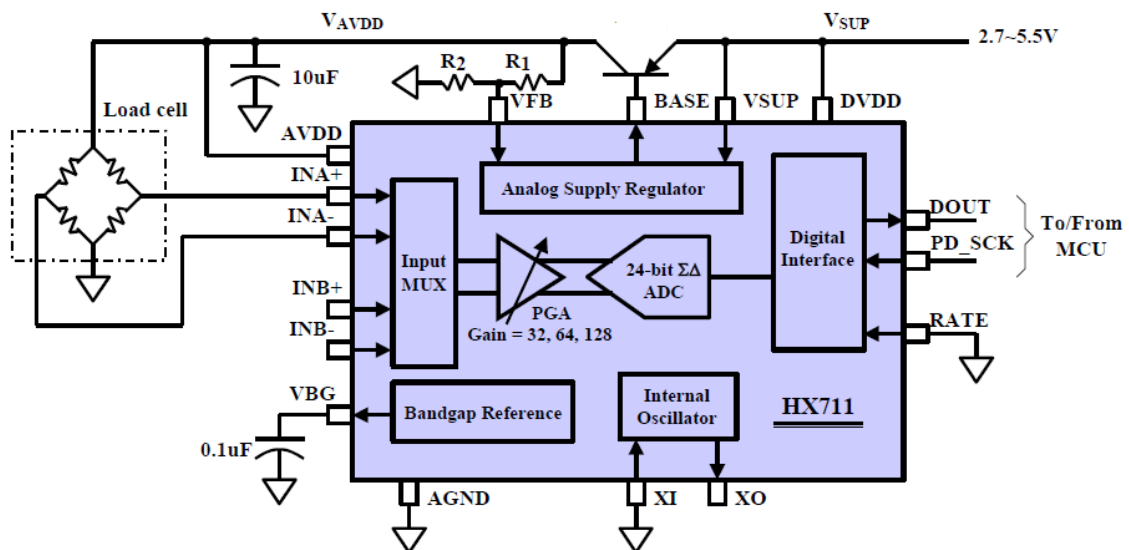 V_AVDD
V_SUP
2.7~5.5V
R2
R1
10uF
VFB
BASE
VSUP
DVDD
Load cell
AVDD
INA+
INA-
INB+
INB-
VBG
0.1uF
Analog Supply Regulator
Input
MUX
PGA
Gain = 32, 64, 128
24-bit ΣΔ
ADC
Digital
Interface
DOUT
PD_SCK
To/From
MCU
RATE
Bandgap Reference
Internal
Oscillator
HX711
AGND
XI
XO